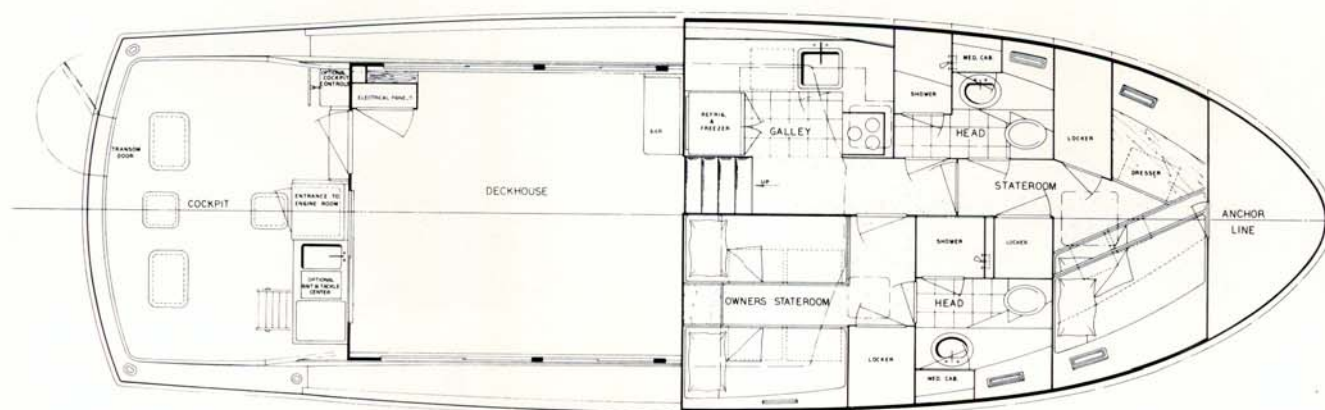 TRANSOM
DOOR
COCKPIT
OPTIONAL
COCKPIT
CONTROLS
ELECTRICAL PANEL
ENTRANCE TO
ENGINE ROOM
OPTIONAL
BAIT & TACKLE
CENTER
DECKHOUSE
BAR
REFRIG.
&
FREEZER
GALLEY
UP
SHOWER
MED. CAB.
HEAD
LOCKER
STATEROOM
DRESSER
ANCHOR
LINE
OWNERS STATEROOM
LOCKER
SHOWER
LOCKER
HEAD
MED. CAB.